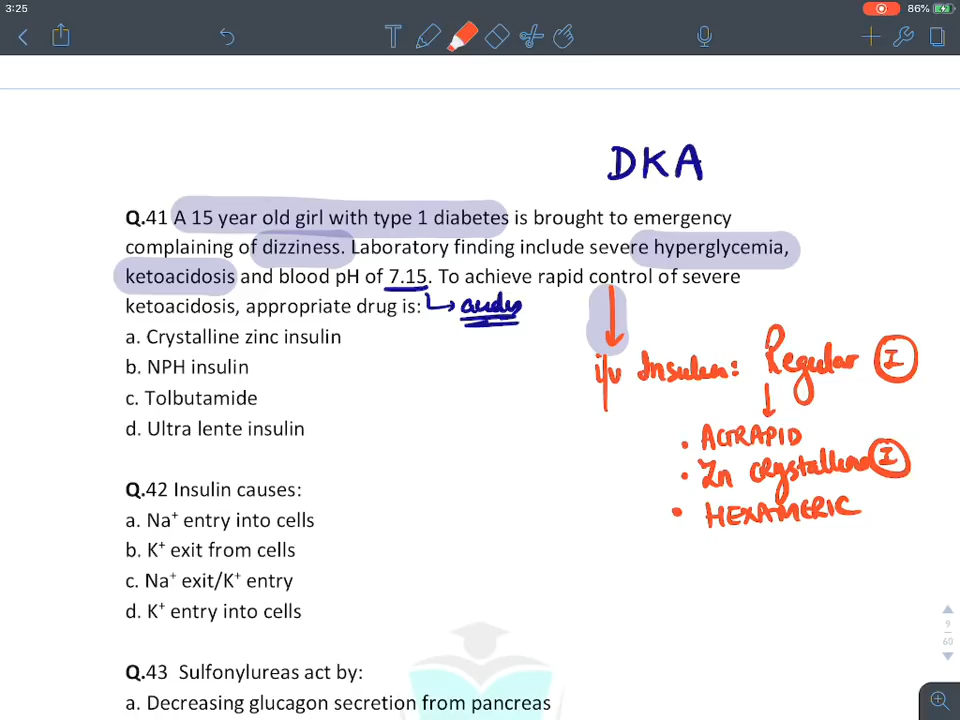 3:25
86%
T
DKA
Q.41 A 15 year old girl with type 1 diabetes is brought to emergency
complaining of dizziness. Laboratory finding include severe hyperglycemia,
ketoacidosis and blood pH of 7.15. To achieve rapid control of severe
ketoacidosis, appropriate drug is:
a. Crystalline zinc insulin
b. NPH insulin
c. Tolbutamide
d. Ultra lente insulin
i/v Insulin: Regular I
• ACTRAPID
• Zn crystalline I
• HEXAMERIC
Q.42 Insulin causes:
a. Na⁺ entry into cells
b. K⁺ exit from cells
c. Na⁺ exit/K⁺ entry
d. K⁺ entry into cells
Q.43 Sulfonylureas act by:
a. Decreasing glucagon secretion from pancreas
9
60